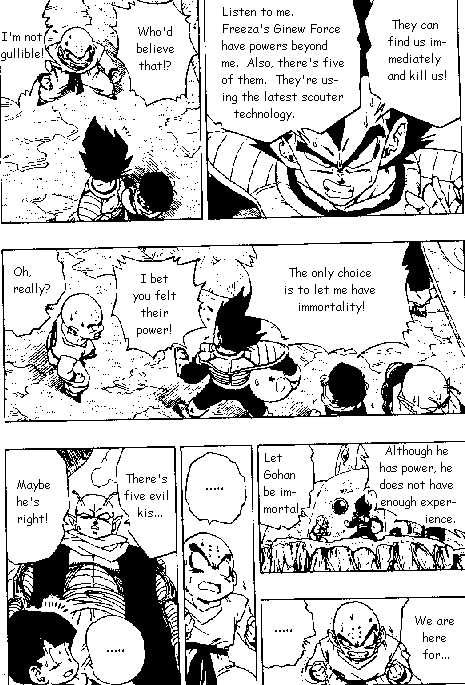 Listen to me.
Freeza's Ginew Force
have powers beyond
me. Also, there's five
of them. They're us-
ing the latest scouter
technology.
They can
find us im-
mediately
and kill us!
Who'd
believe
that!?
I'm not
gullible!
The only choice
is to let me have
immortality!
I bet
you felt
their
power!
Oh,
really?
Although he
has power, he
does not have
enough exper-
ience.
Let
Gohan
be im-
mortal.
We are
here
for...
.....
.....
There's
five evil
kis...
Maybe
he's
right!
.....